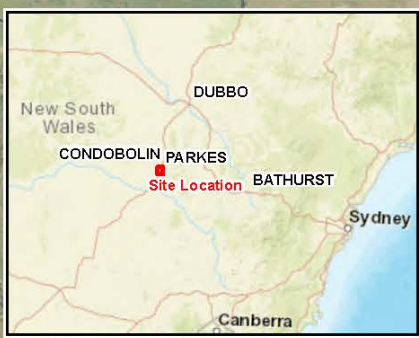 DUBBO
New South
Wales
CONDOBOLIN PARKES
Site Location
BATHURST
Sydney
Canberra